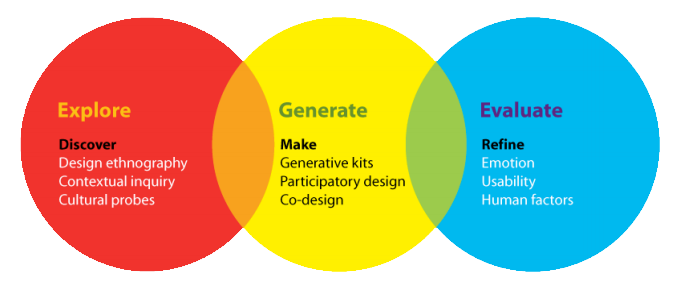 Explore
Discover
Design ethnography
Contextual inquiry
Cultural probes
Generate
Make
Generative kits
Participatory design
Co-design
Evaluate
Refine
Emotion
Usability
Human factors